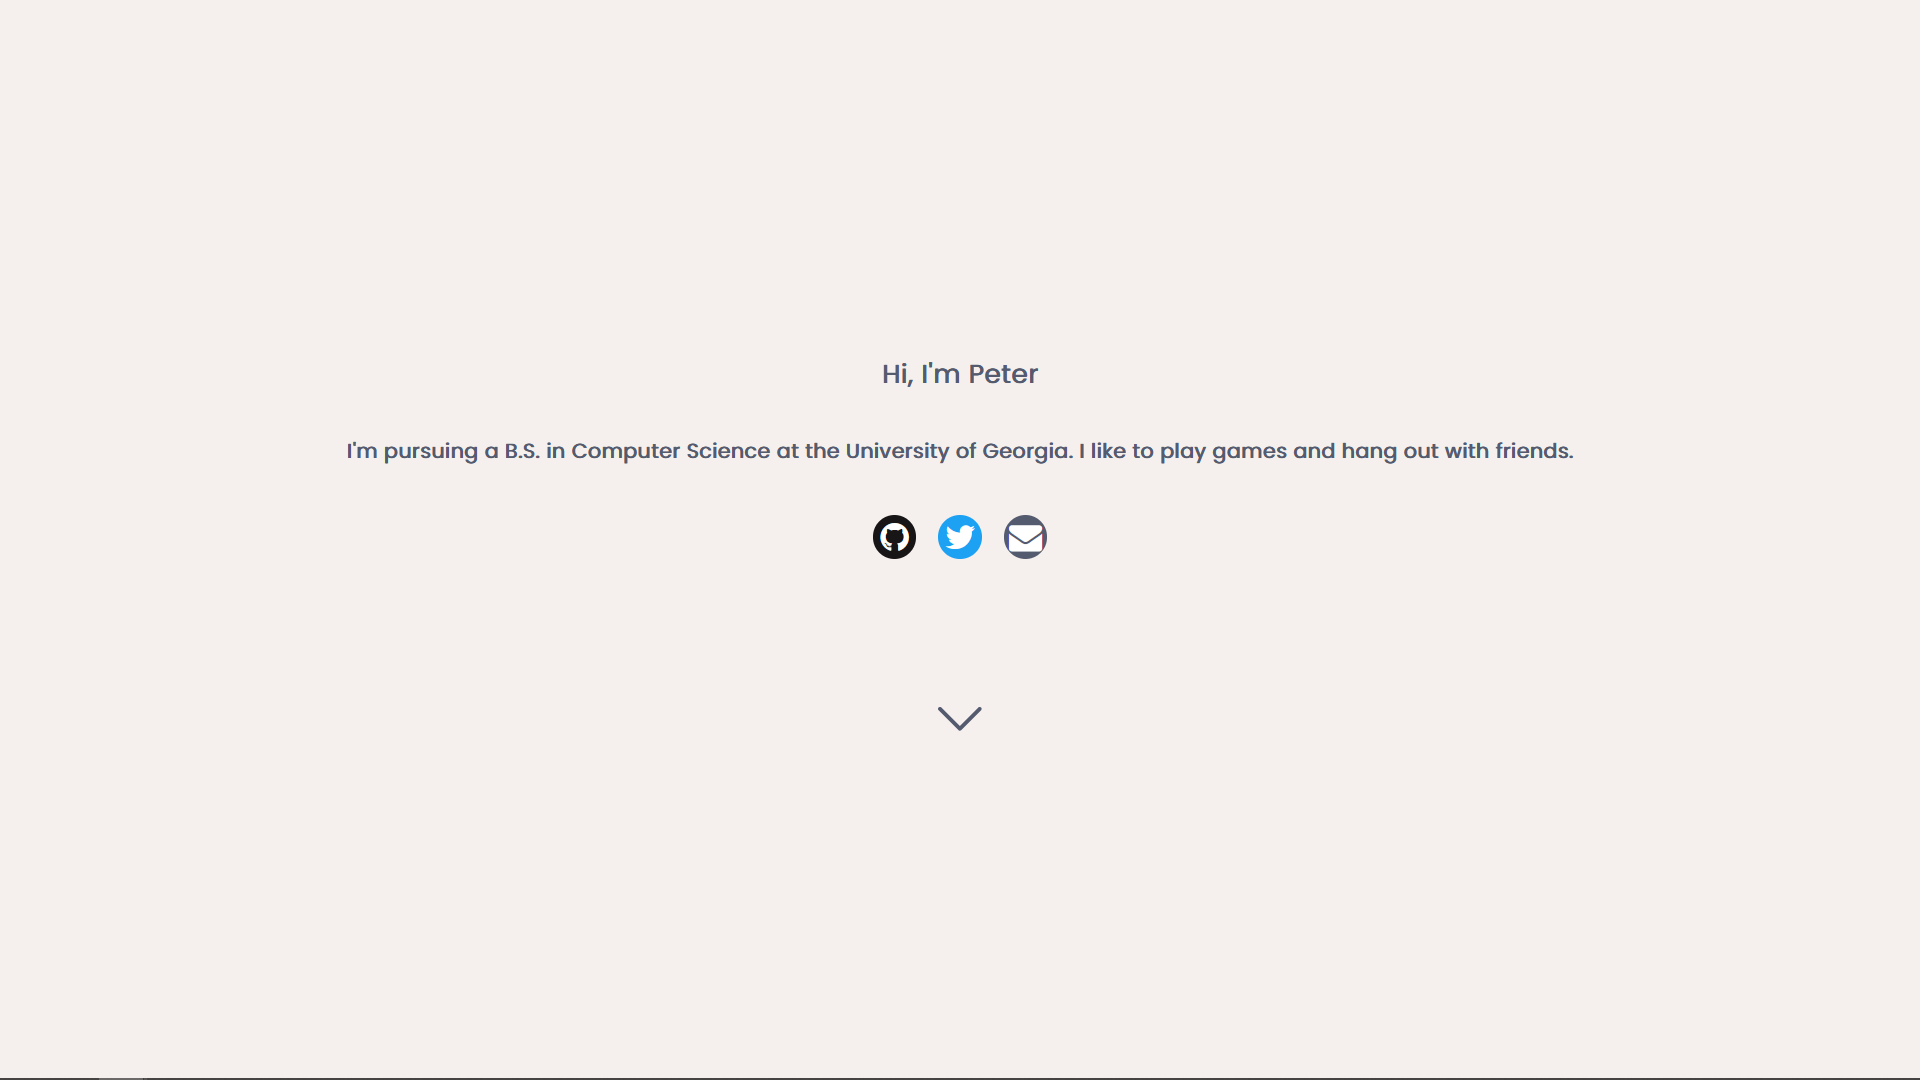 Hi, I'm Peter
I'm pursuing a B.S. in Computer Science at the University of Georgia. I like to play games and hang out with friends.